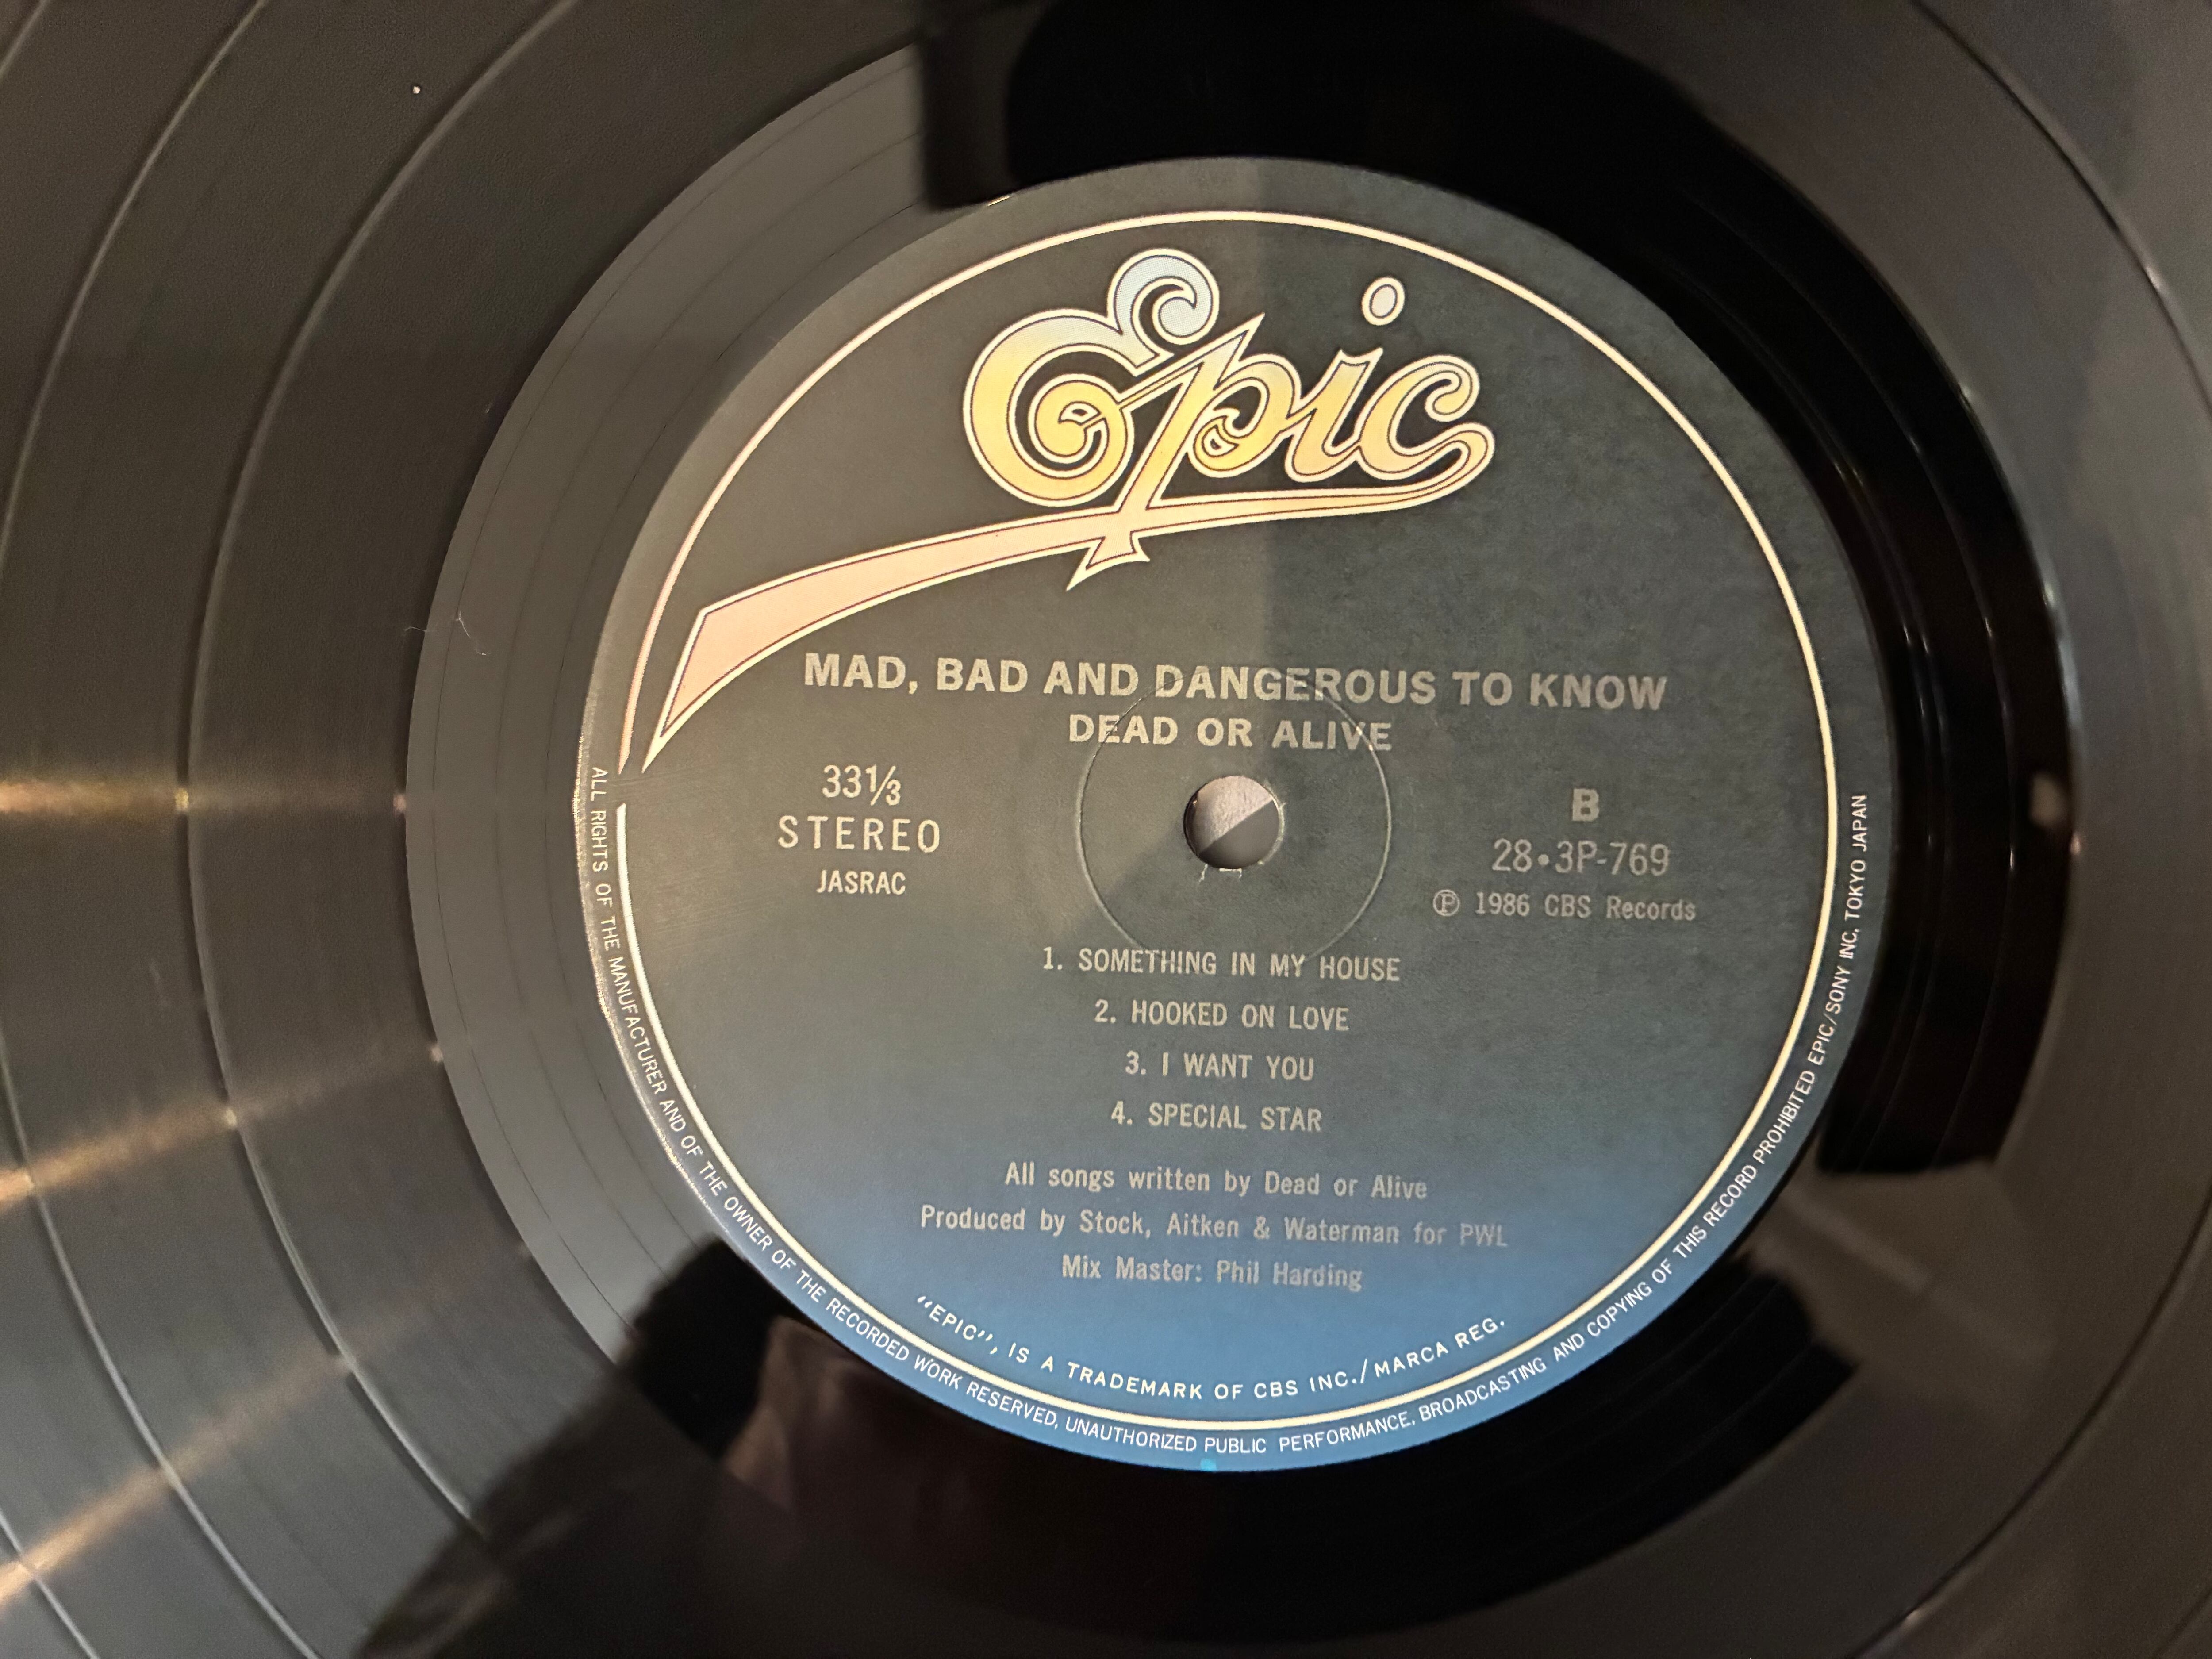 Epic
MAD, BAD AND DANGEROUS TO KNOW
DEAD OR ALIVE
33⅓
STEREO
JASRAC
B
28•3P-769
Ⓟ 1986 CBS Records
1. SOMETHING IN MY HOUSE
2. HOOKED ON LOVE
3. I WANT YOU
4. SPECIAL STAR
All songs written by Dead or Alive
Produced by Stock, Aitken & Waterman for PWL
Mix Master: Phil Harding
“EPIC”, IS A TRADEMARK OF CBS INC./MARCA REG.
ALL RIGHTS OF THE MANUFACTURER AND OF THE OWNER OF THE RECORDED WORK RESERVED, UNAUTHORIZED PUBLIC PERFORMANCE, BROADCASTING AND COPYING OF THIS RECORD PROHIBITED EPIC/SONY INC, TOKYO JAPAN